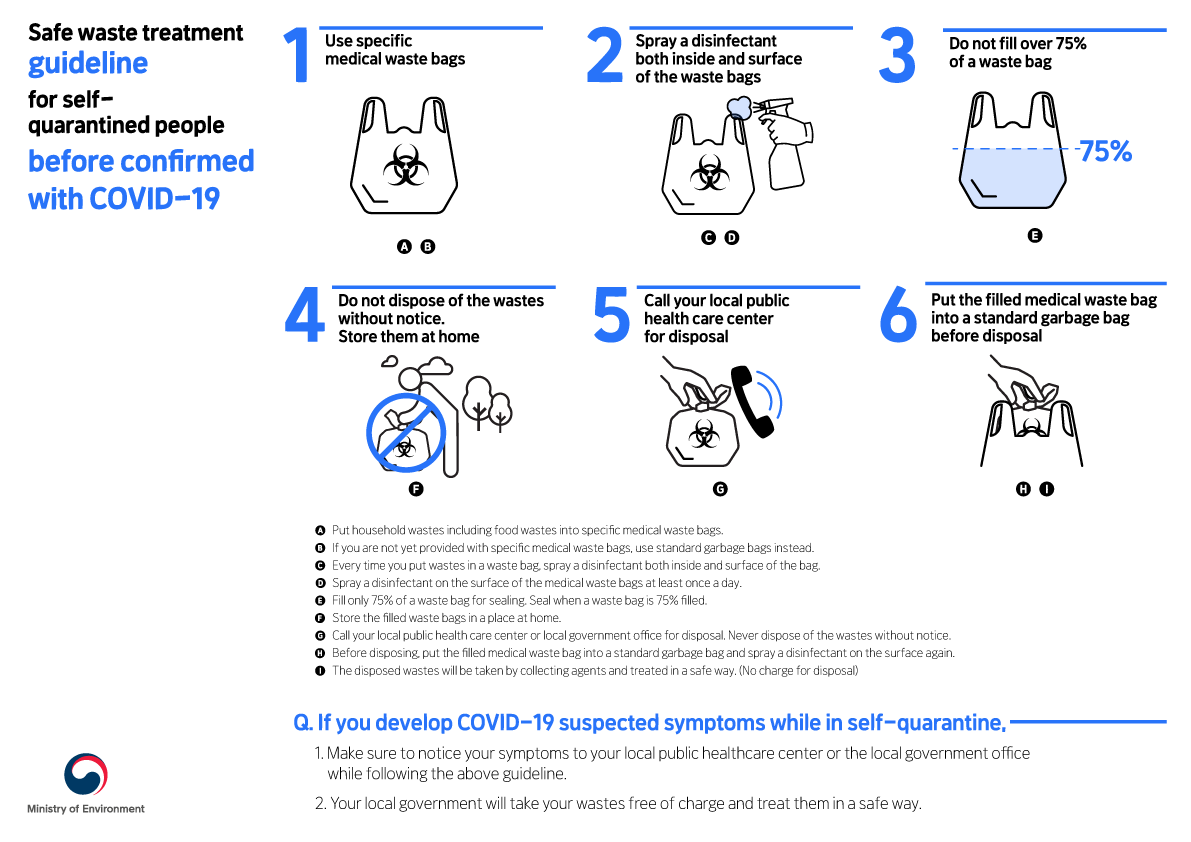 Safe waste treatment
guideline
for self-
quarantined people
before confirmed
with COVID-19
1
Use specific
medical waste bags
A B
2
Spray a disinfectant
both inside and surface
of the waste bags
C D
3
Do not fill over 75%
of a waste bag
75%
E
4
Do not dispose of the wastes
without notice.
Store them at home
F
5
Call your local public
health care center
for disposal
G
6
Put the filled medical waste bag
into a standard garbage bag
before disposal
H I
A Put household wastes including food wastes into specific medical waste bags.
B If you are not yet provided with specific medical waste bags, use standard garbage bags instead.
C Every time you put wastes in a waste bag, spray a disinfectant both inside and surface of the bag.
D Spray a disinfectant on the surface of the medical waste bags at least once a day.
E Fill only 75% of a waste bag for sealing. Seal when a waste bag is 75% filled.
F Store the filled waste bags in a place at home.
G Call your local public health care center or local government office for disposal. Never dispose of the wastes without notice.
H Before disposing, put the filled medical waste bag into a standard garbage bag and spray a disinfectant on the surface again.
I The disposed wastes will be taken by collecting agents and treated in a safe way. (No charge for disposal)
Q. If you develop COVID-19 suspected symptoms while in self-quarantine,
1. Make sure to notice your symptoms to your local public healthcare center or the local government office
while following the above guideline.
2. Your local government will take your wastes free of charge and treat them in a safe way.
Ministry of Environment